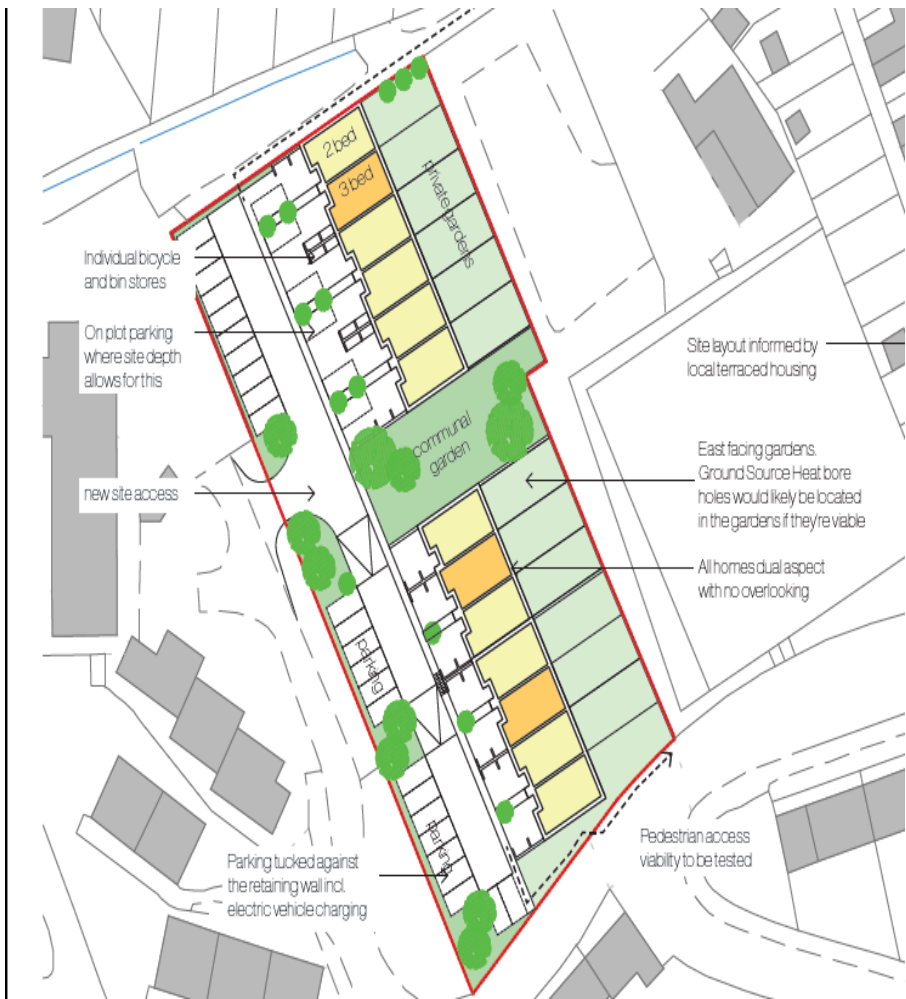 2 bed
3 bed
private gardens
Individual bicycle
and bin stores
On plot parking
where site depth
allows for this
Site layout informed by
local terraced housing
communal
garden
new site access
East facing gardens.
Ground Source Heat bore
holes would likely be located
in the gardens if they're viable
All homes dual aspect
with no overlooking
parking
parking
Pedestrian access
viability to be tested
Parking tucked against
the retaining wall incl.
electric vehicle charging